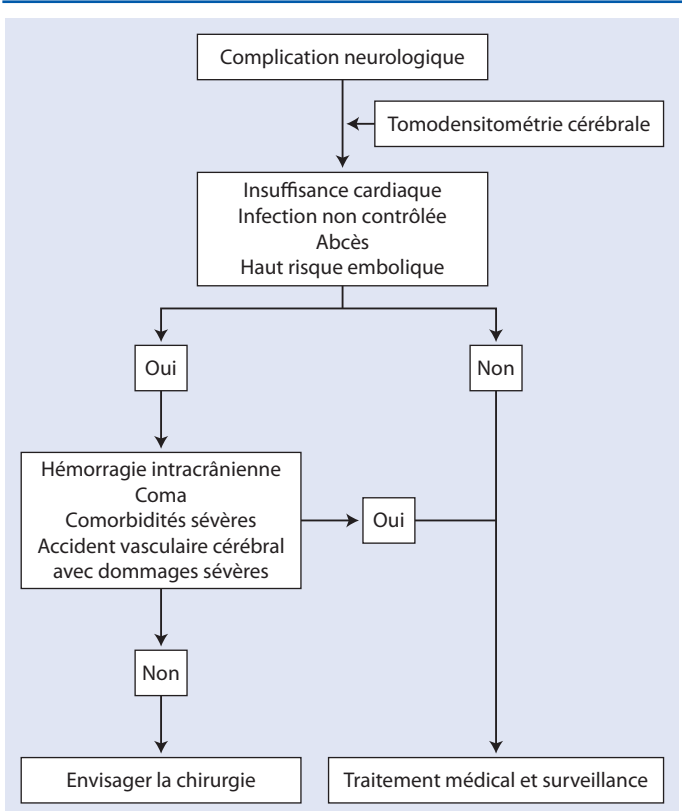 Complication neurologique
Tomodensitométrie cérébrale
Insuffisance cardiaque
Infection non contrôlée
Abcès
Haut risque embolique
Oui
Non
Hémorragie intracrânienne
Coma
Comorbidités sévères
Accident vasculaire cérébral
avec dommages sévères
Oui
Non
Envisager la chirurgie
Traitement médical et surveillance